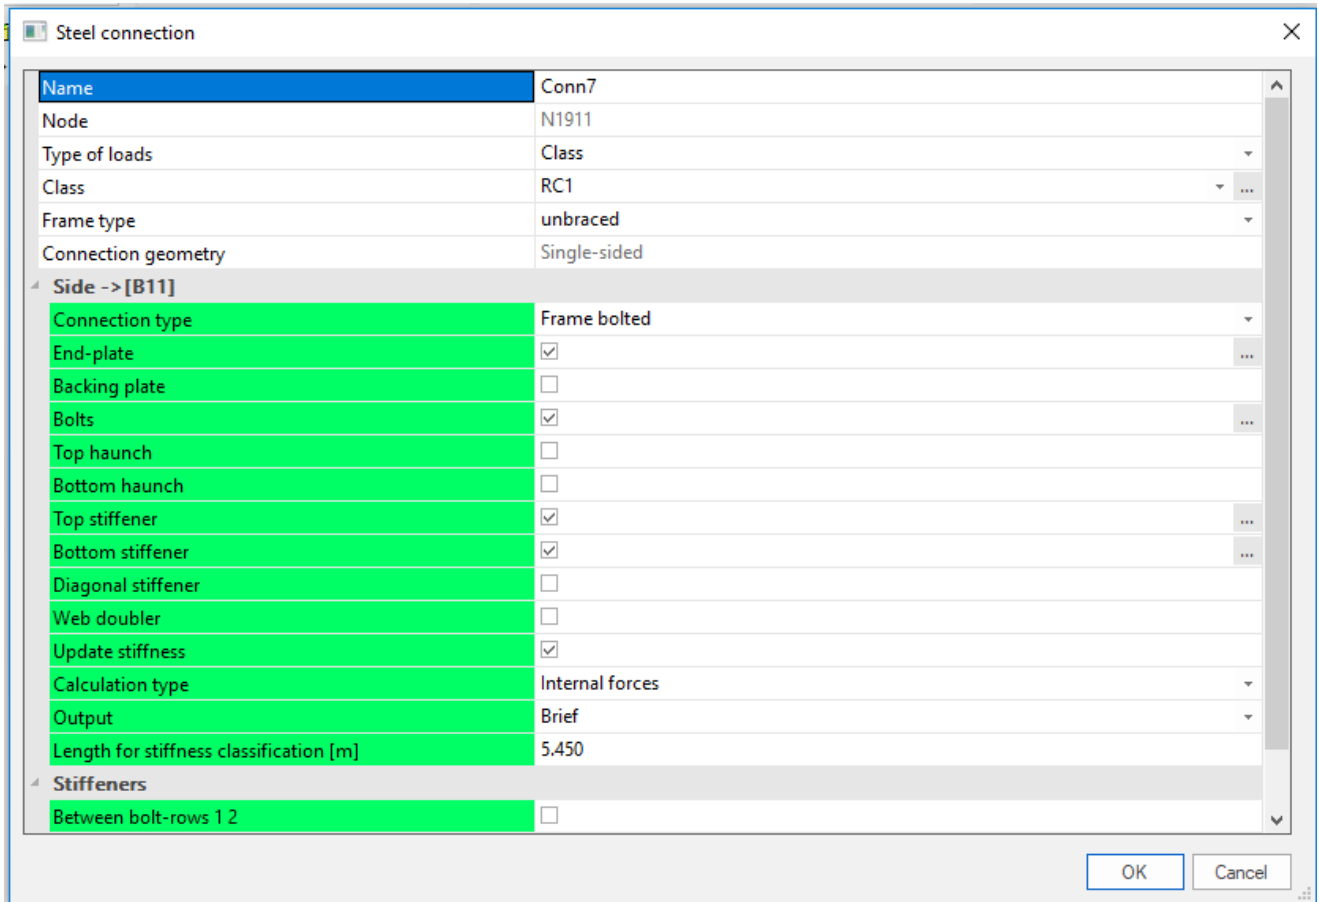 Steel connection
Name Conn7
Node N1911
Type of loads Class
Class RC1 ...
Frame type unbraced
Connection geometry Single-sided
Side ->[B11]
Connection type Frame bolted
End-plate ...
Backing plate
Bolts ...
Top haunch
Bottom haunch
Top stiffener ...
Bottom stiffener ...
Diagonal stiffener
Web doubler
Update stiffness
Calculation type Internal forces
Output Brief
Length for stiffness classification [m] 5.450
Stiffeners
Between bolt-rows 1 2
OK Cancel